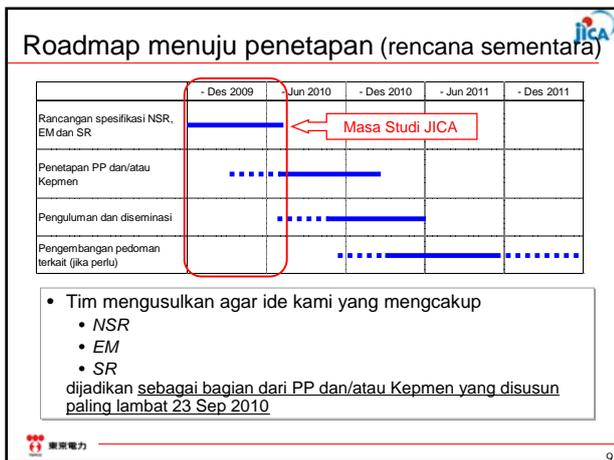 JICA
Roadmap menuju penetapan (rencana sementara)
- Des 2009 - Jun 2010 - Des 2010 - Jun 2011 - Des 2011
Rancangan spesifikasi NSR,
EM dan SR
Masa Studi JICA
Penetapan PP dan/atau
Kepmen
Penguluman dan diseminasi
Pengembangan pedoman
terkait (jika perlu)
• Tim mengusulkan agar ide kami yang mengcakup
• NSR
• EM
• SR
dijadikan sebagai bagian dari PP dan/atau Kepmen yang disusun
paling lambat 23 Sep 2010
TEPCO
東京電力
9